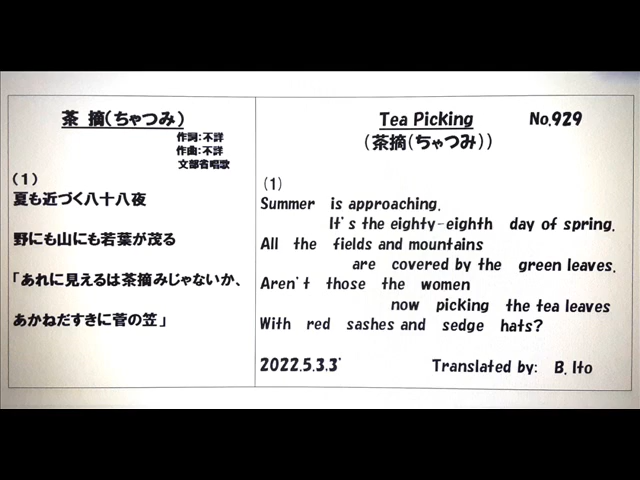 茶 摘(ちゃつみ)
作詞:不詳
作曲:不詳
文部省唱歌
(1)
夏も近づく八十八夜
野にも山にも若葉が茂る
「あれに見えるは茶摘みじゃないか、
あかねだすきに菅の笠」
Tea Picking No.929
(茶摘(ちゃつみ))
(1)
Summer is approaching.
It's the eighty-eighth day of spring.
All the fields and mountains
are covered by the green leaves.
Aren't those the women
now picking the tea leaves
With red sashes and sedge hats?
2022.5.3.3' Translated by: B. Ito